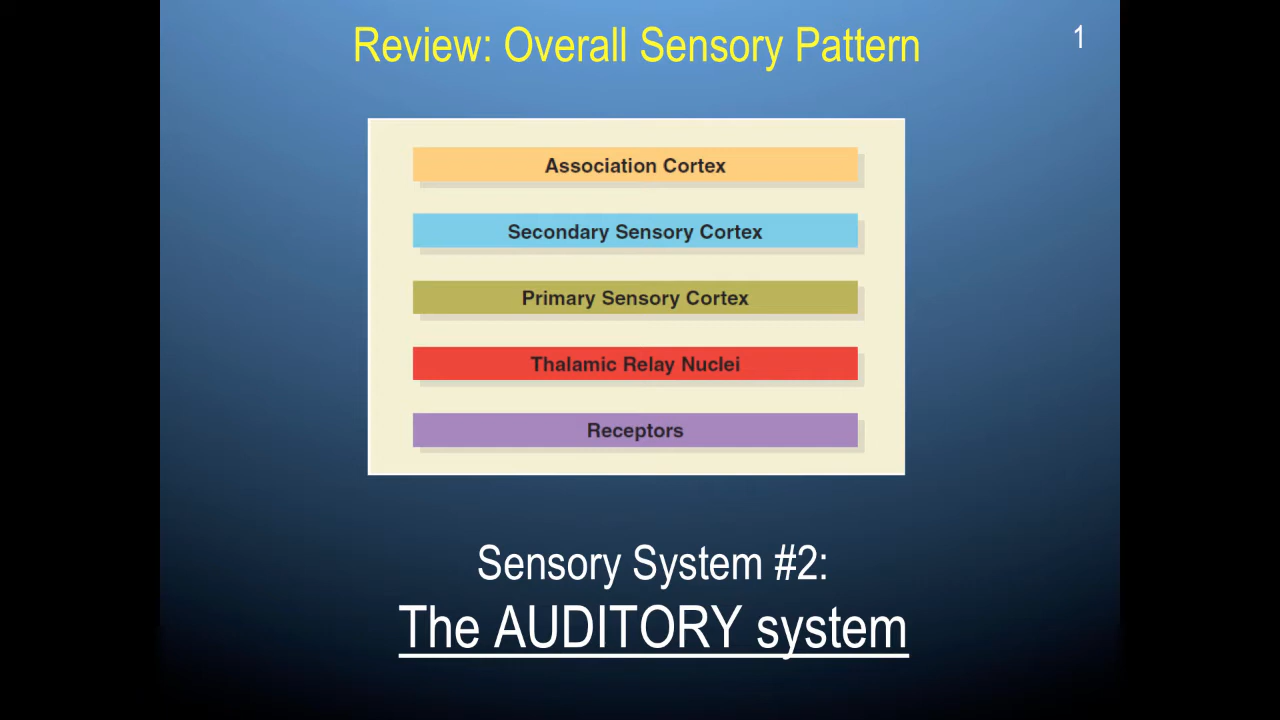 Review: Overall Sensory Pattern
1
Association Cortex
Secondary Sensory Cortex
Primary Sensory Cortex
Thalamic Relay Nuclei
Receptors
Sensory System #2:
The AUDITORY system